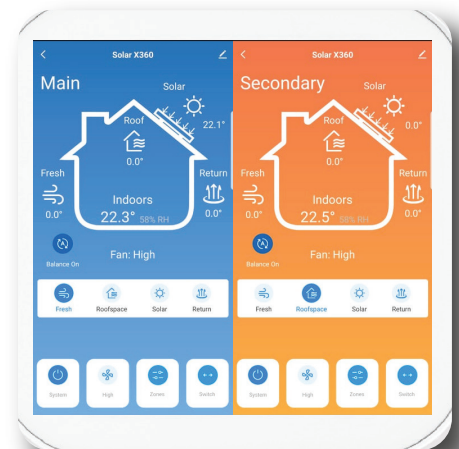 Solar X360
Main
Solar
22.1°
Roof
0.0°
Fresh
0.0°
Return
0.0°
Indoors
22.3° 58% RH
Balance On
Fan: High
Fresh
Roofspace
Solar
Return
System
High
Zones
Switch
Solar X360
Secondary
Solar
0.0°
Roof
0.0°
Fresh
0.0°
Return
0.0°
Indoors
22.5° 58% RH
Balance On
Fan: High
Fresh
Roofspace
Solar
Return
System
High
Zones
Switch